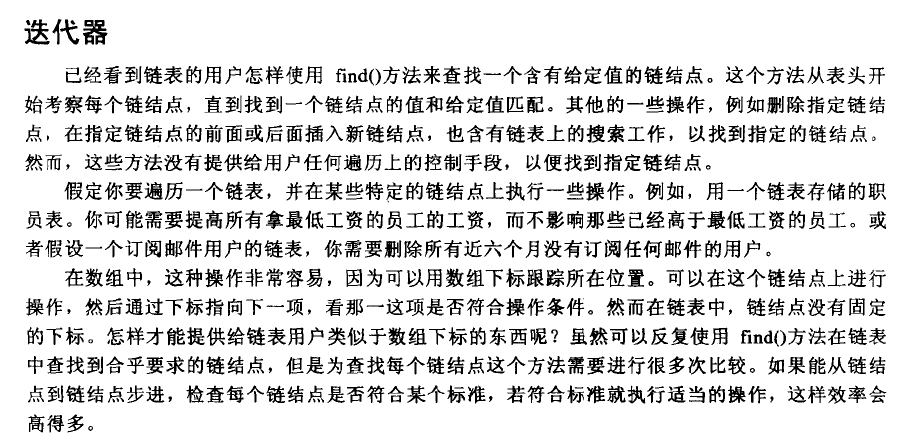 迭代器
已经看到链表的用户怎样使用 find()方法来查找一个含有给定值的链结点。这个方法从表头开
始考察每个链结点，直到找到一个链结点的值和给定值匹配。其他的一些操作，例如删除指定链结
点，在指定链结点的前面或后面插入新链结点，也含有链表上的搜索工作，以找到指定的链结点。
然而，这些方法没有提供给用户任何遍历上的控制手段，以便找到指定链结点。
假定你要遍历一个链表，并在某些特定的链结点上执行一些操作。例如，用一个链表存储的职
员表。你可能需要提高所有拿最低工资的员工的工资，而不影响那些已经高于最低工资的员工。或
者假设一个订阅邮件用户的链表，你需要删除所有近六个月没有订阅任何邮件的用户。
在数组中，这种操作非常容易，因为可以用数组下标跟踪所在位置。可以在这个链结点上进行
操作，然后通过下标指向下一项，看那一这项是否符合操作条件。然而在链表中，链结点没有固定
的下标。怎样才能提供给链表用户类似于数组下标的东西呢？虽然可以反复使用 find()方法在链表
中查找到合乎要求的链结点，但是为查找每个链结点这个方法需要进行很多次比较。如果能从链结
点到链结点步进，检查每个链结点是否符合某个标准，若符合标准就执行适当的操作，这样效率会
高得多。